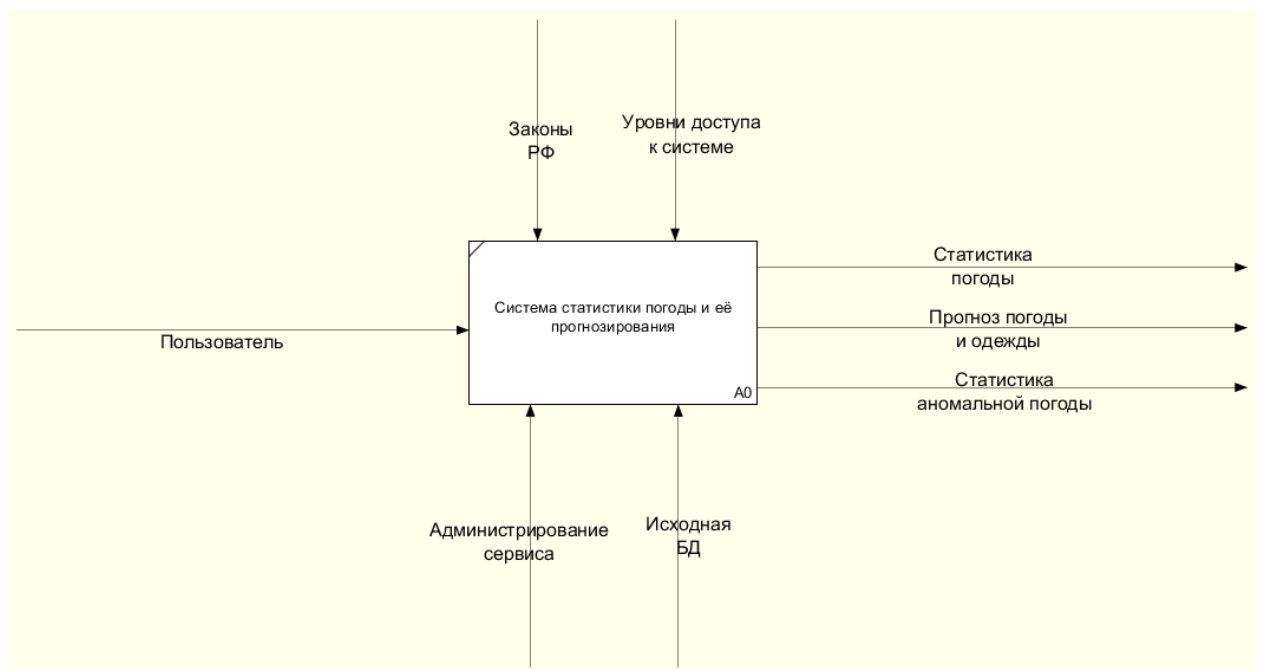 Законы
РФ
Уровни доступа
к системе
Статистика
погоды
Система статистики погоды и её
прогнозирования
Прогноз погоды
и одежды
Пользователь
Статистика
аномальной погоды
A0
Администрирование
сервиса
Исходная
БД